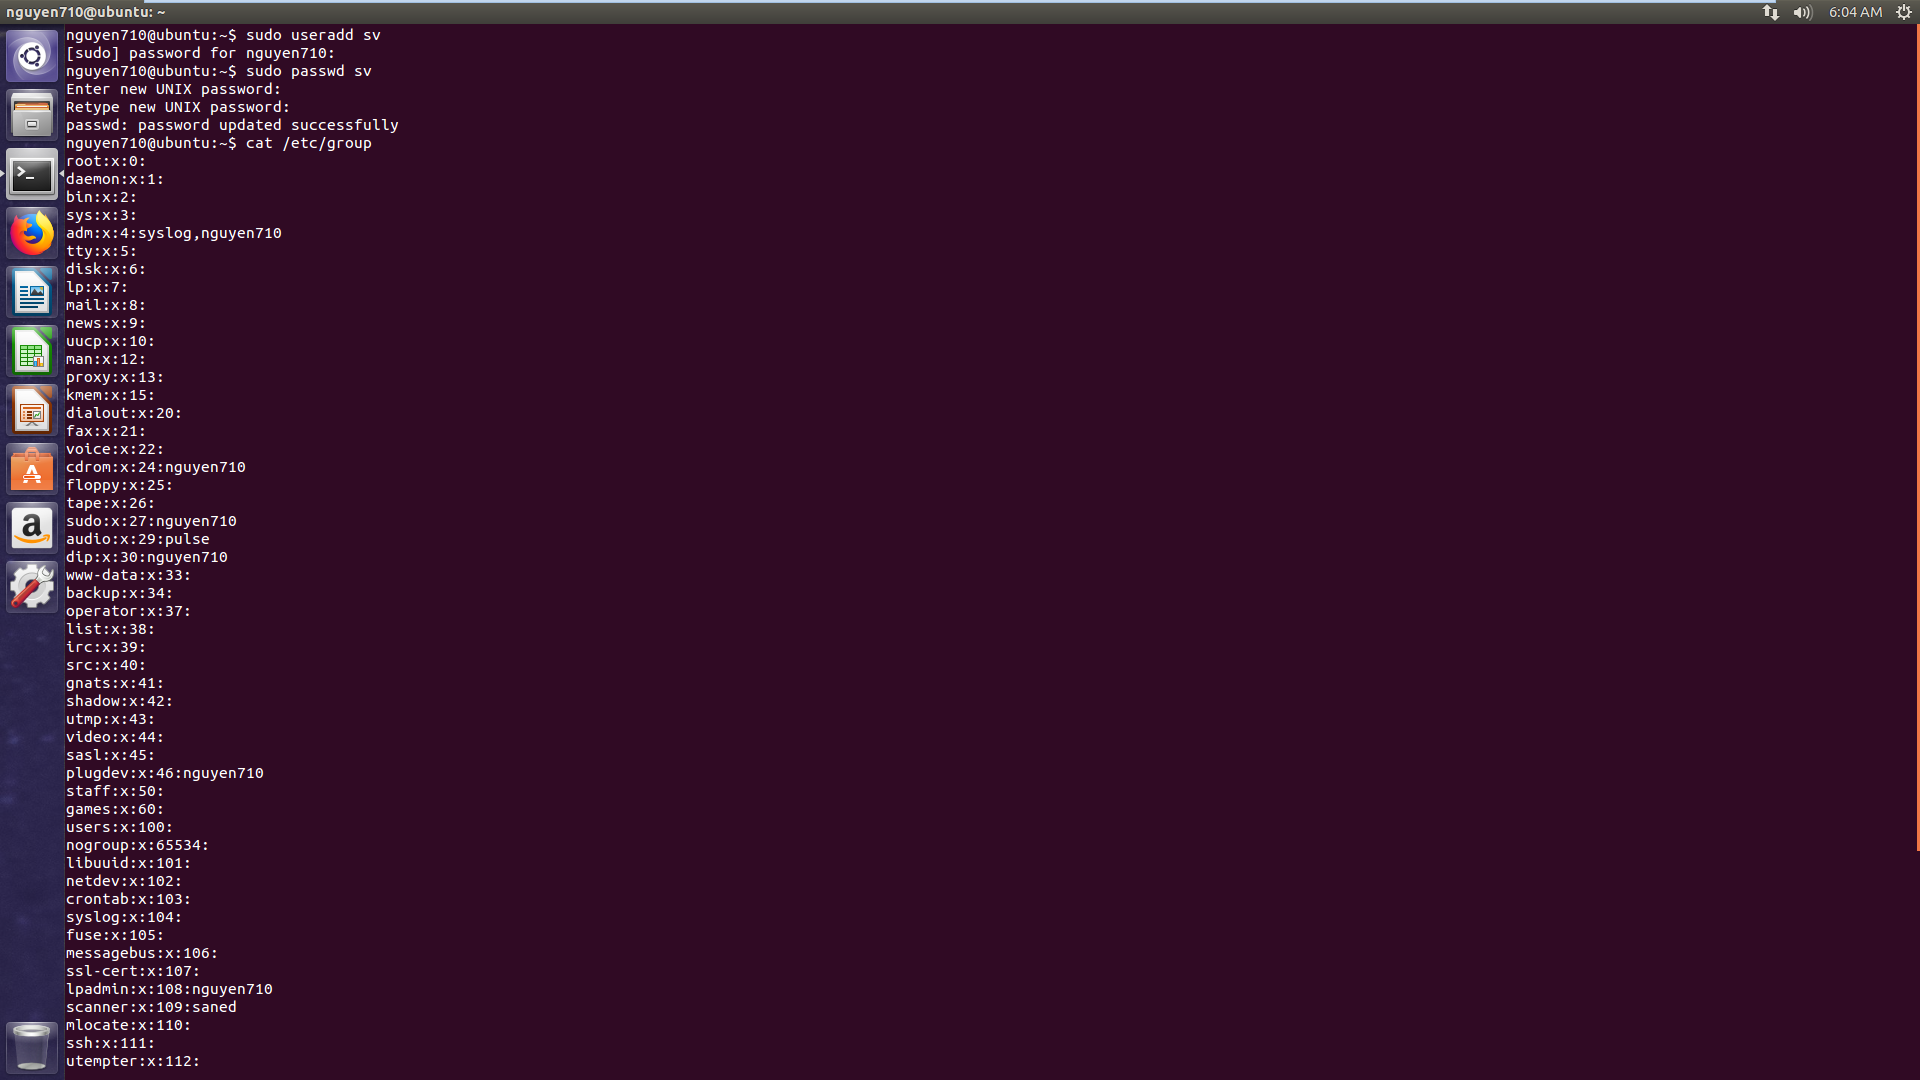 nguyen710@ubuntu: ~
6:04 AM
nguyen710@ubuntu:~$ sudo useradd sv
[sudo] password for nguyen710:
nguyen710@ubuntu:~$ sudo passwd sv
Enter new UNIX password:
Retype new UNIX password:
passwd: password updated successfully
nguyen710@ubuntu:~$ cat /etc/group
root:x:0:
daemon:x:1:
bin:x:2:
sys:x:3:
adm:x:4:syslog,nguyen710
tty:x:5:
disk:x:6:
lp:x:7:
mail:x:8:
news:x:9:
uucp:x:10:
man:x:12:
proxy:x:13:
kmem:x:15:
dialout:x:20:
fax:x:21:
voice:x:22:
cdrom:x:24:nguyen710
floppy:x:25:
tape:x:26:
sudo:x:27:nguyen710
audio:x:29:pulse
dip:x:30:nguyen710
www-data:x:33:
backup:x:34:
operator:x:37:
list:x:38:
irc:x:39:
src:x:40:
gnats:x:41:
shadow:x:42:
utmp:x:43:
video:x:44:
sasl:x:45:
plugdev:x:46:nguyen710
staff:x:50:
games:x:60:
users:x:100:
nogroup:x:65534:
libuuid:x:101:
netdev:x:102:
crontab:x:103:
syslog:x:104:
fuse:x:105:
messagebus:x:106:
ssl-cert:x:107:
lpadmin:x:108:nguyen710
scanner:x:109:saned
mlocate:x:110:
ssh:x:111:
utempter:x:112: